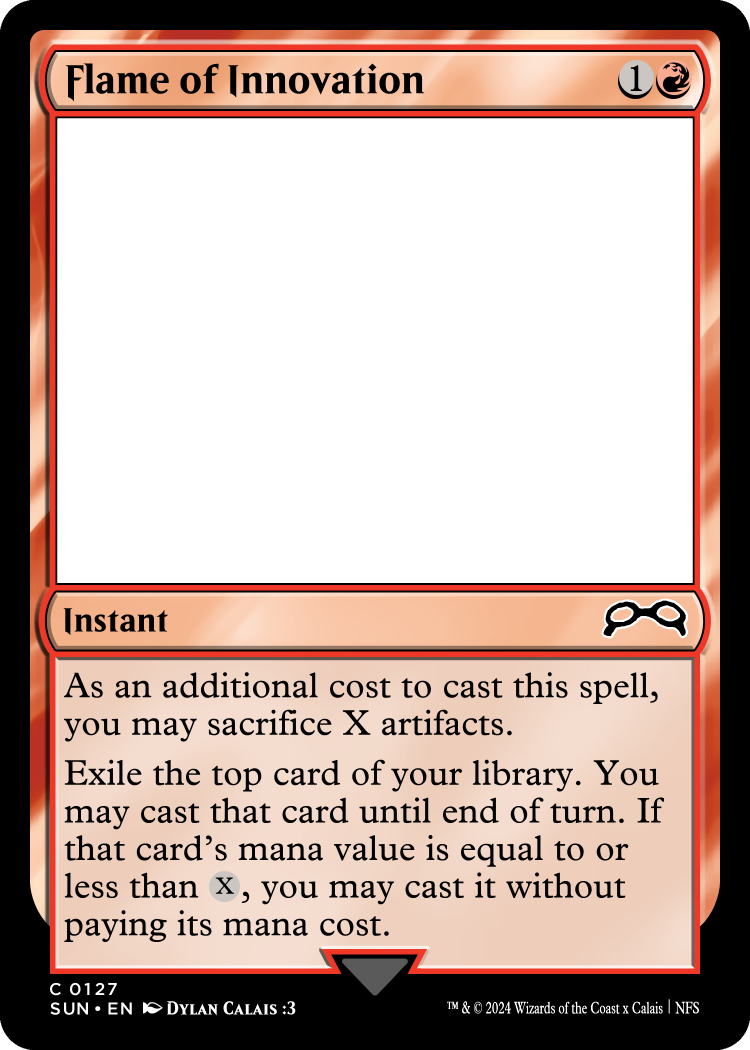 Flame of Innovation 1
Instant
As an additional cost to cast this spell,
you may sacrifice X artifacts.
Exile the top card of your library. You
may cast that card until end of turn. If
that card's mana value is equal to or
less than X, you may cast it without
paying its mana cost.
C 0127
SUN • EN DYLAN CALAIS :3
™ & © 2024 Wizards of the Coast x Calais | NFS